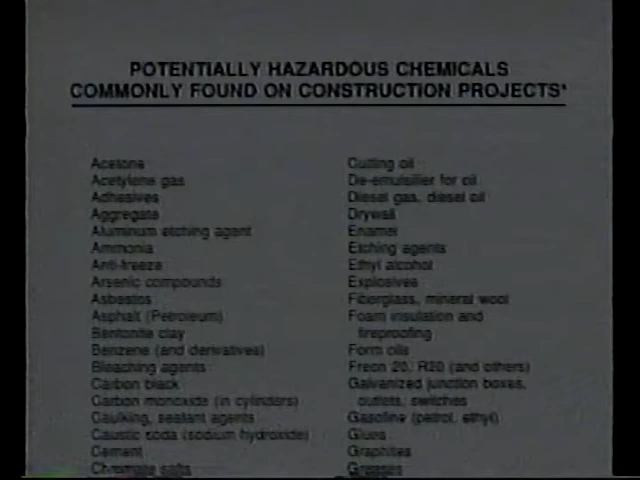 POTENTIALLY HAZARDOUS CHEMICALS
COMMONLY FOUND ON CONSTRUCTION PROJECTS*
Acetone
Acetylene gas
Adhesives
Aggregate
Aluminum etching agent
Ammonia
Anti-freeze
Arsenic compounds
Asbestos
Asphalt (Petroleum)
Bentonite clay
Benzene (and derivatives)
Bleaching agents
Carbon black
Carbon monoxide (in cylinders)
Caulking, sealant agents
Caustic soda (sodium hydroxide)
Cement
Chromate salts
Cutting oil
De-emulsifier for oil
Diesel gas, diesel oil
Drywall
Enamel
Etching agents
Ethyl alcohol
Explosives
Fiberglass, mineral wool
Foam insulation and
fireproofing
Form oils
Freon 20, R20 (and others)
Galvanized junction boxes,
outlets, switches
Gasoline (petrol, ethyl)
Glues
Graphites
Greases